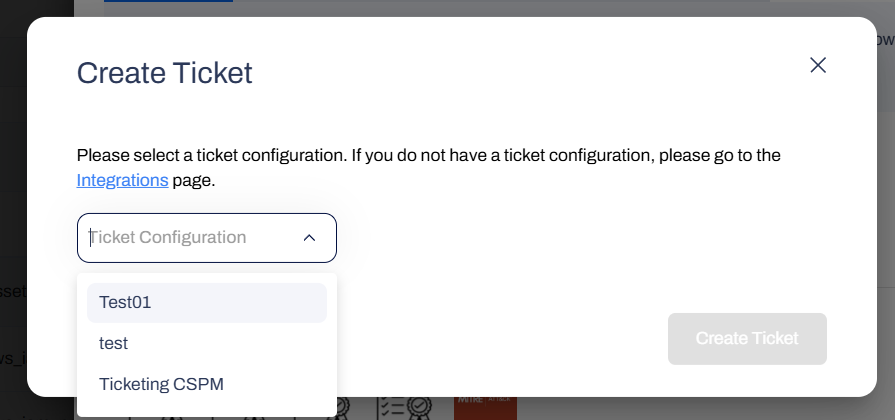 Create Ticket
Please select a ticket configuration. If you do not have a ticket configuration, please go to the
Integrations page.
Ticket Configuration
Test01
test
Ticketing CSPM
Create Ticket
MITRE